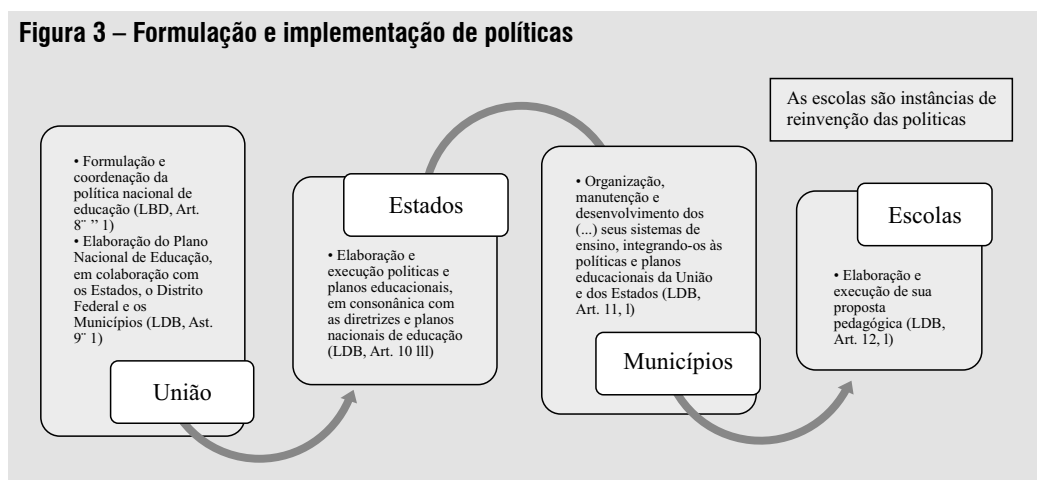 Figura 3 – Formulação e implementação de políticas
As escolas são instâncias de
reinvenção das politicas
• Formulação e
coordenação da
política nacional de
educação (LBD, Art.
8¨ ’’ 1)
• Elaboração do Plano
Nacional de Educação,
em colaboração com
os Estados, o Distrito
Federal e os
Municípios (LDB, Ast.
9¨ 1)
União
Estados
• Elaboração e
execução politicas e
planos educacionais,
em consonânica com
as diretrizes e planos
nacionais de educação
(LDB, Art. 10 lll)
• Organização,
manutenção e
desenvolvimento dos
(...) seus sistemas de
ensino, integrando-os às
políticas e planos
educacionais da União
e dos Estados (LDB,
Art. 11, l)
Municípios
Escolas
• Elaboração e
execução de sua
proposta
pedagógica (LDB,
Art. 12, l)